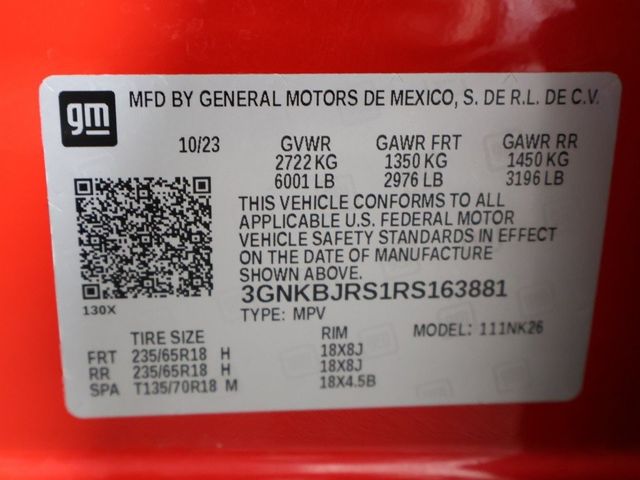 gm MFD BY GENERAL MOTORS DE MEXICO, S. DE R.L. DE C.V.
10/23 GVWR GAWR FRT GAWR RR
2722 KG 1350 KG 1450 KG
6001 LB 2976 LB 3196 LB
THIS VEHICLE CONFORMS TO ALL
APPLICABLE U.S. FEDERAL MOTOR
VEHICLE SAFETY STANDARDS IN EFFECT
ON THE DATE OF MANUFACTURE
SHOWN ABOVE.
3GNKBJRS1RS163881
130X
TYPE: MPV MODEL: 111NK26
TIRE SIZE RIM
FRT 235/65R18 H 18X8J
RR 235/65R18 H 18X8J
SPA T135/70R18 M 18X4.5B